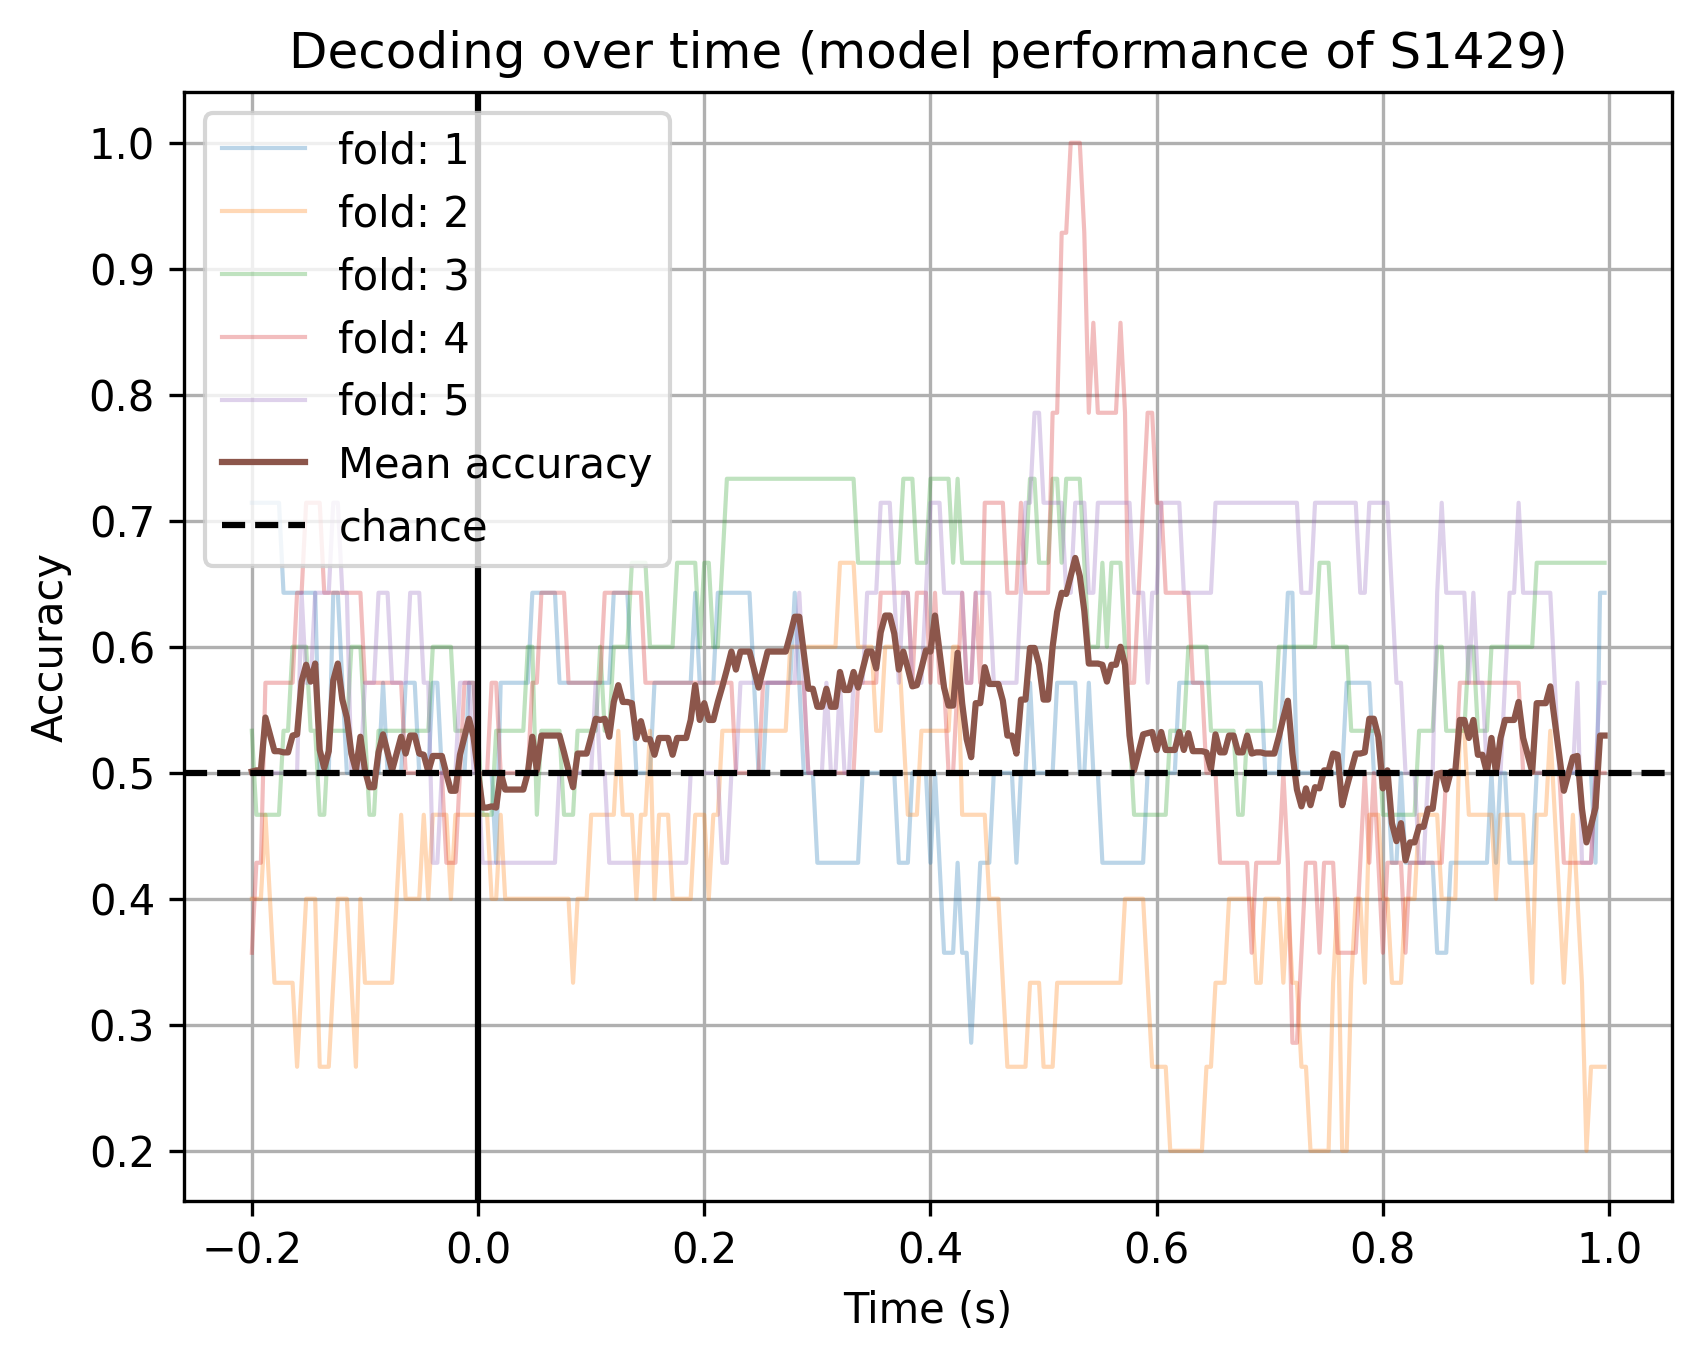 Decoding over time (model performance of S1429)
fold: 1
fold: 2
fold: 3
fold: 4
fold: 5
Mean accuracy
chance
Accuracy
1.0
0.9
0.8
0.7
0.6
0.5
0.4
0.3
0.2
−0.2 0.0 0.2 0.4 0.6 0.8 1.0
Time (s)